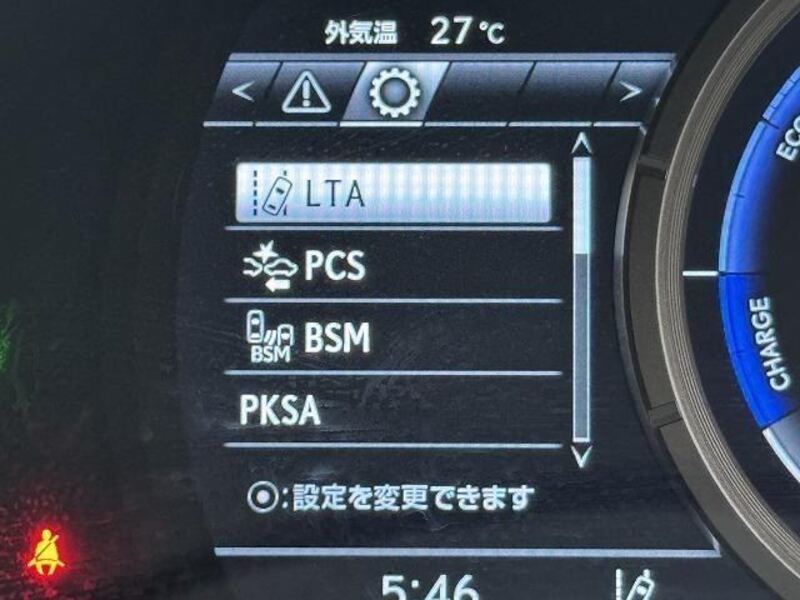 外気温 27℃
LTA
PCS
BSM BSM
PKSA
◉:設定を変更できます
5:46
ECO
CHARGE